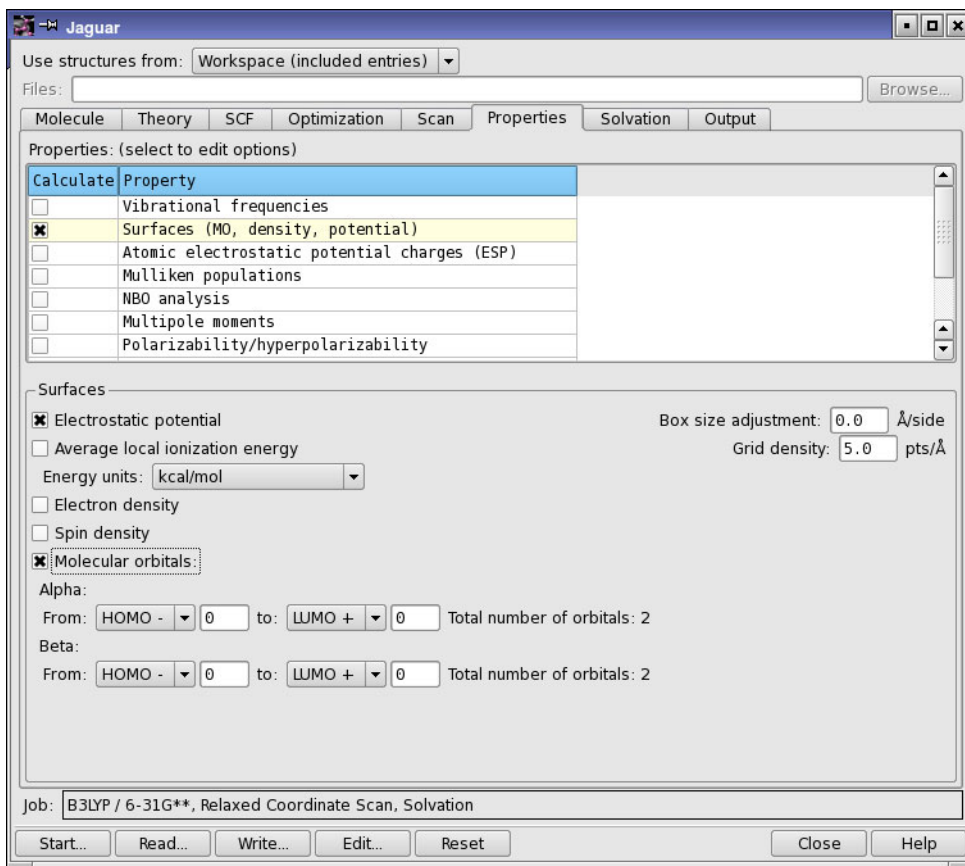 Jaguar
Use structures from: Workspace (included entries)
Files: Browse...
Molecule Theory SCF Optimization Scan Properties Solvation Output
Properties: (select to edit options)
Calculate Property
Vibrational frequencies
Surfaces (MO, density, potential)
Atomic electrostatic potential charges (ESP)
Mulliken populations
NBO analysis
Multipole moments
Polarizability/hyperpolarizability
Surfaces
Electrostatic potential Box size adjustment: 0.0 Å/side
Average local ionization energy Grid density: 5.0 pts/Å
Energy units: kcal/mol
Electron density
Spin density
Molecular orbitals:
Alpha:
From: HOMO - 0 to: LUMO + 0 Total number of orbitals: 2
Beta:
From: HOMO - 0 to: LUMO + 0 Total number of orbitals: 2
Job: B3LYP / 6-31G**, Relaxed Coordinate Scan, Solvation
Start... Read... Write... Edit... Reset Close Help